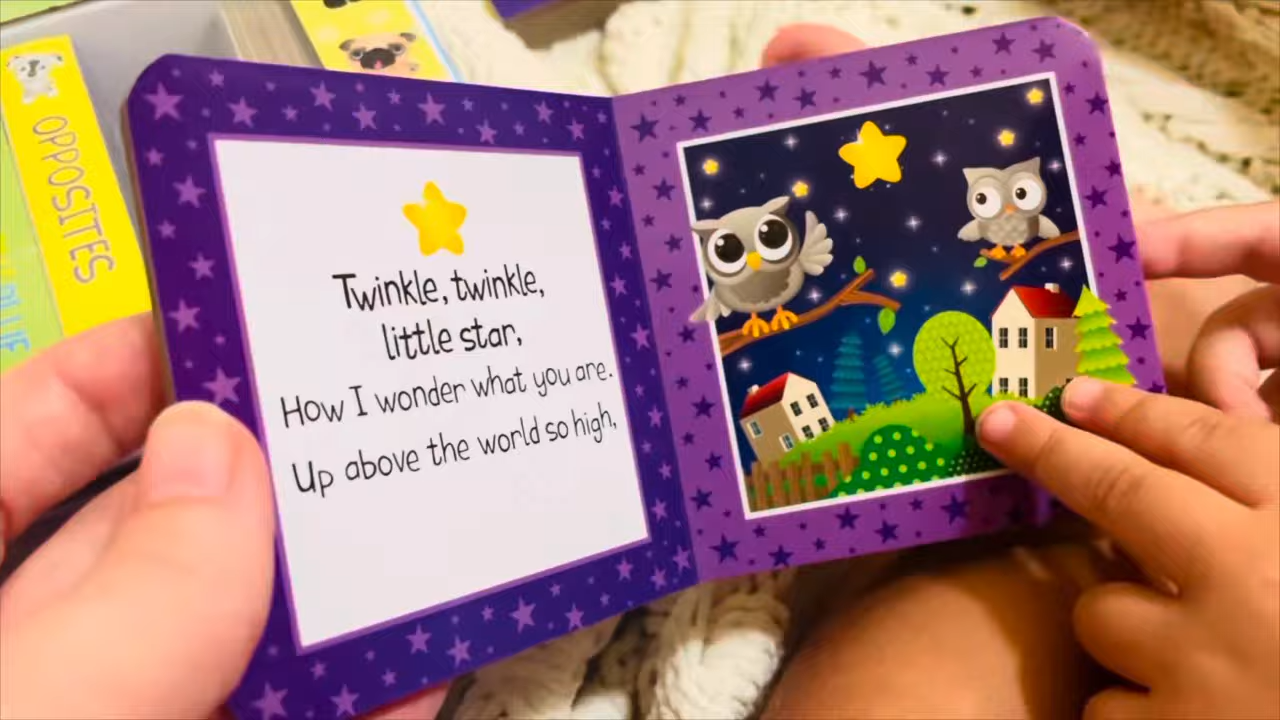 OPPOSITES
Twinkle, twinkle,
little star,
How I wonder what you are.
Up above the world so high,